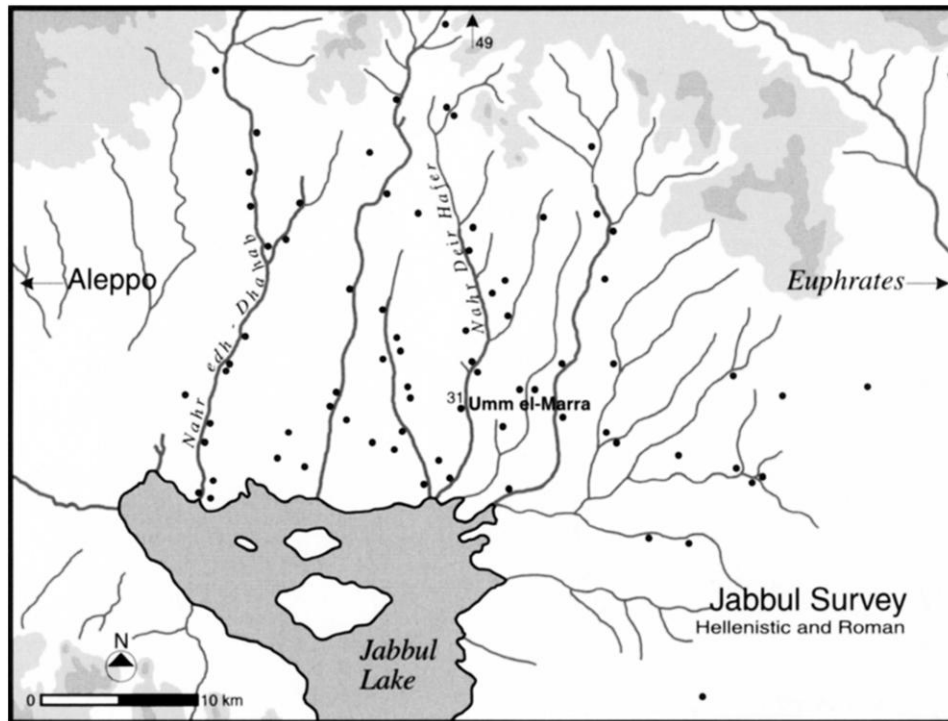 49
Aleppo
Nahr edh-Dhawab
Nahr Deir Hafer
Euphrates
31
Umm el-Marra
Jabbul Survey
Hellenistic and Roman
Jabbul
Lake
N
0
10 km